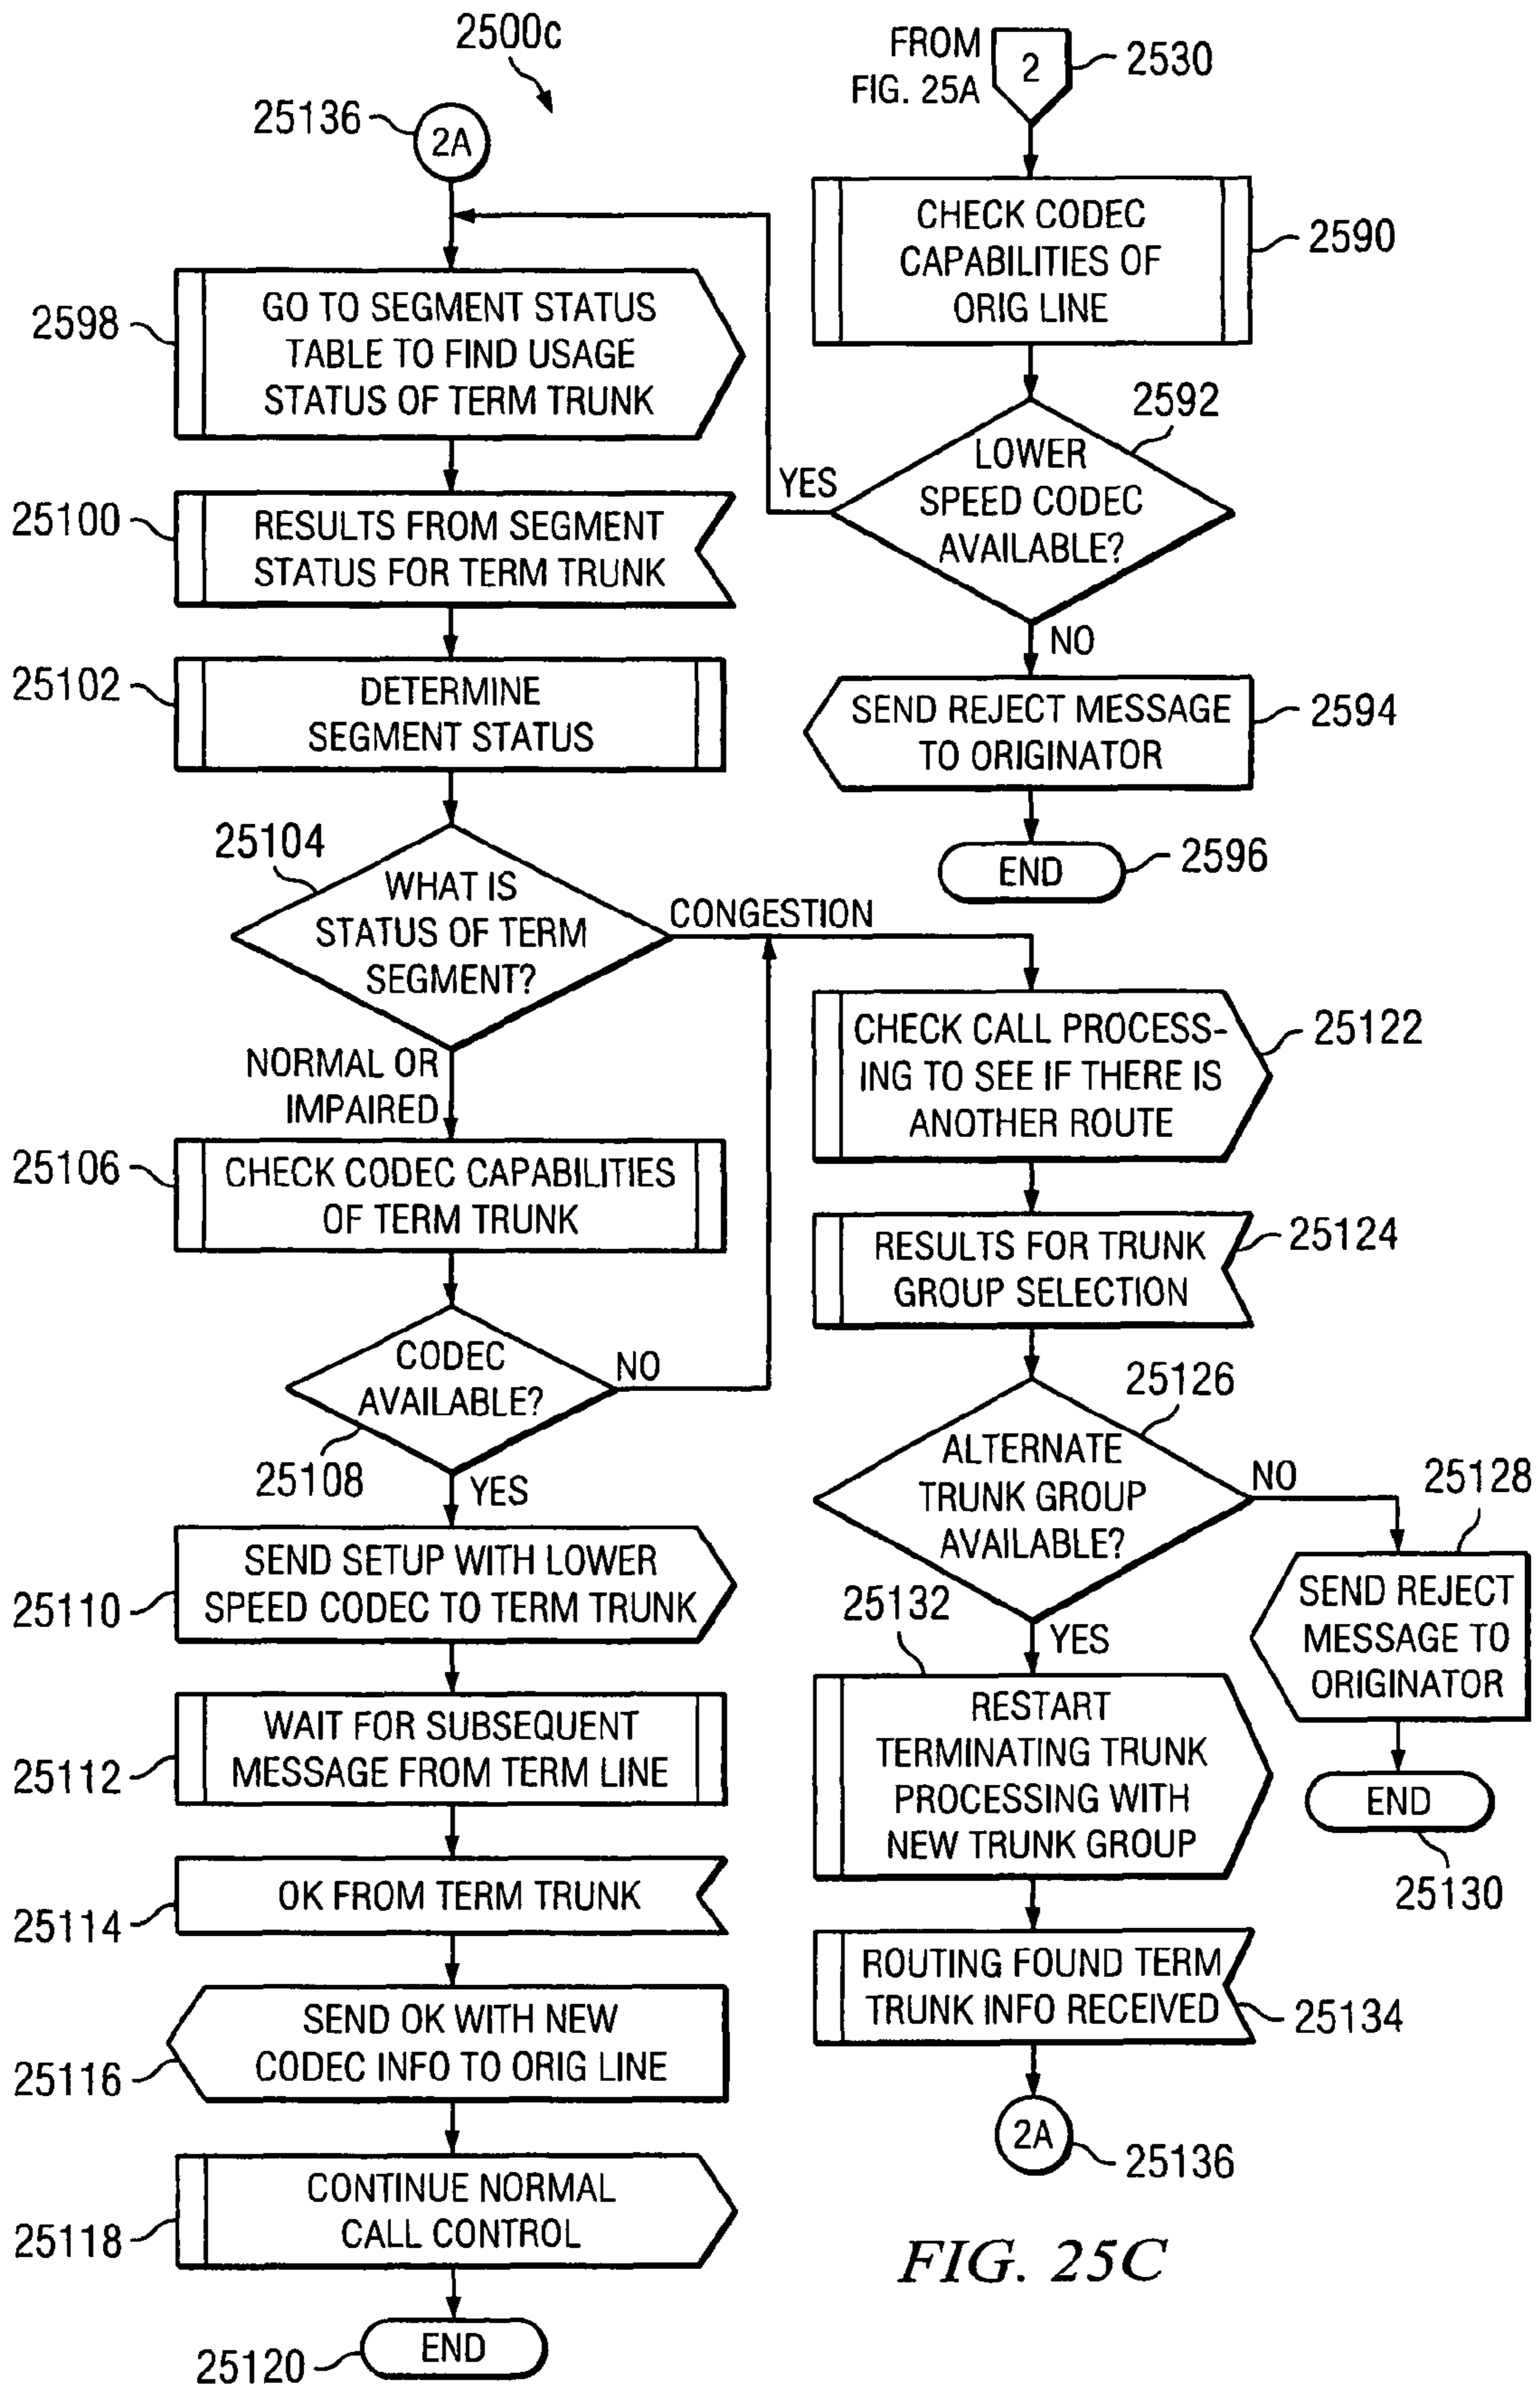 2500c
25136
2A
2598
GO TO SEGMENT STATUS
TABLE TO FIND USAGE
STATUS OF TERM TRUNK
25100
RESULTS FROM SEGMENT
STATUS FOR TERM TRUNK
25102
DETERMINE
SEGMENT STATUS
25104
WHAT IS
STATUS OF TERM
SEGMENT?
CONGESTION
NORMAL OR
IMPAIRED
25106
CHECK CODEC CAPABILITIES
OF TERM TRUNK
CODEC
AVAILABLE?
NO
25108
YES
25110
SEND SETUP WITH LOWER
SPEED CODEC TO TERM TRUNK
25112
WAIT FOR SUBSEQUENT
MESSAGE FROM TERM LINE
25114
OK FROM TERM TRUNK
25116
SEND OK WITH NEW
CODEC INFO TO ORIG LINE
25118
CONTINUE NORMAL
CALL CONTROL
25120
END
FROM
FIG. 25A
2
2530
CHECK CODEC
CAPABILITIES OF
ORIG LINE
2590
2592
LOWER
SPEED CODEC
AVAILABLE?
YES
NO
SEND REJECT MESSAGE
TO ORIGINATOR
2594
END
2596
CHECK CALL PROCESS-
ING TO SEE IF THERE IS
ANOTHER ROUTE
25122
RESULTS FOR TRUNK
GROUP SELECTION
25124
25126
ALTERNATE
TRUNK GROUP
AVAILABLE?
NO
25128
SEND REJECT
MESSAGE TO
ORIGINATOR
END
25130
YES
25132
RESTART
TERMINATING TRUNK
PROCESSING WITH
NEW TRUNK GROUP
ROUTING FOUND TERM
TRUNK INFO RECEIVED
25134
2A
25136
FIG. 25C